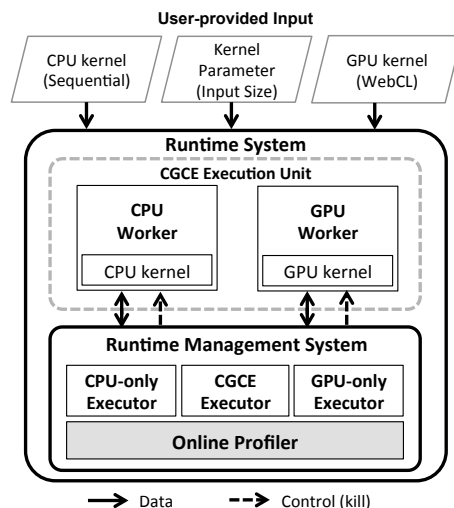 User-provided Input
CPU kernel
(Sequential)
Kernel
Parameter
(Input Size)
GPU kernel
(WebCL)
Runtime System
CGCE Execution Unit
CPU
Worker
CPU kernel
GPU
Worker
GPU kernel
Runtime Management System
CPU-only
Executor
CGCE
Executor
GPU-only
Executor
Online Profiler
Data
Control (kill)